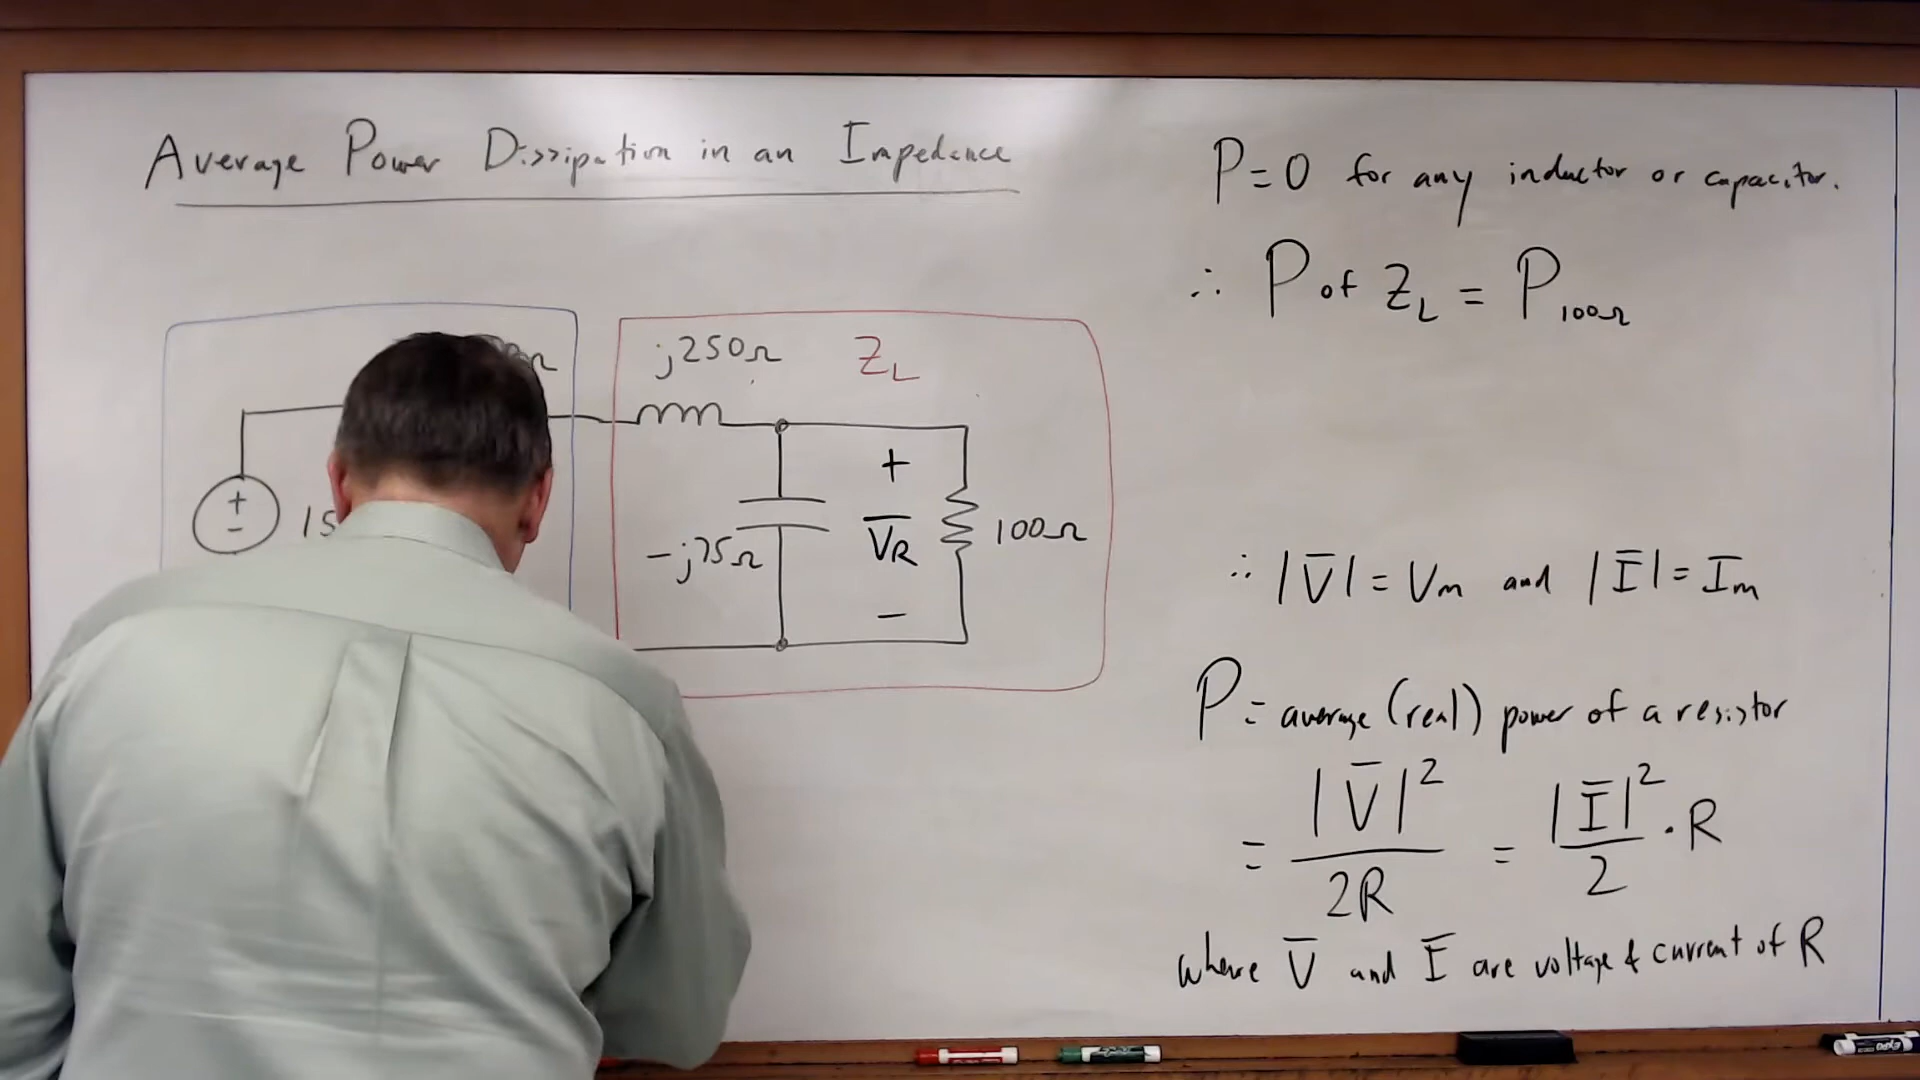 Average Power Dissipation in an Impedance
P = 0 for any inductor or capacitor.
∴ P of Z_L = P_100Ω
j250Ω Z_L
+
-
+
V̄_R
-
-j75Ω
100Ω
∴ |V̄| = Vm and |Ī| = Im
P = average (real) power of a resistor
= |V̄|² / 2R = |Ī|² / 2 · R
where V̄ and Ī are voltage & current of R